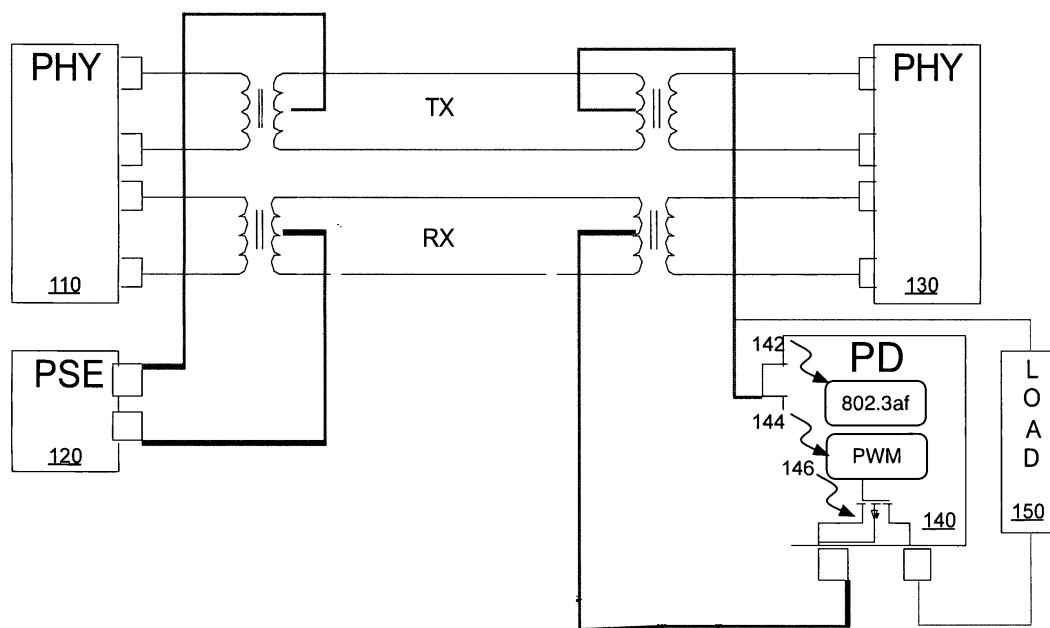 PHY
PHY
TX
RX
110
130
PSE
120
142
PD
802.3af
144
PWM
146
140
L
O
A
D
150